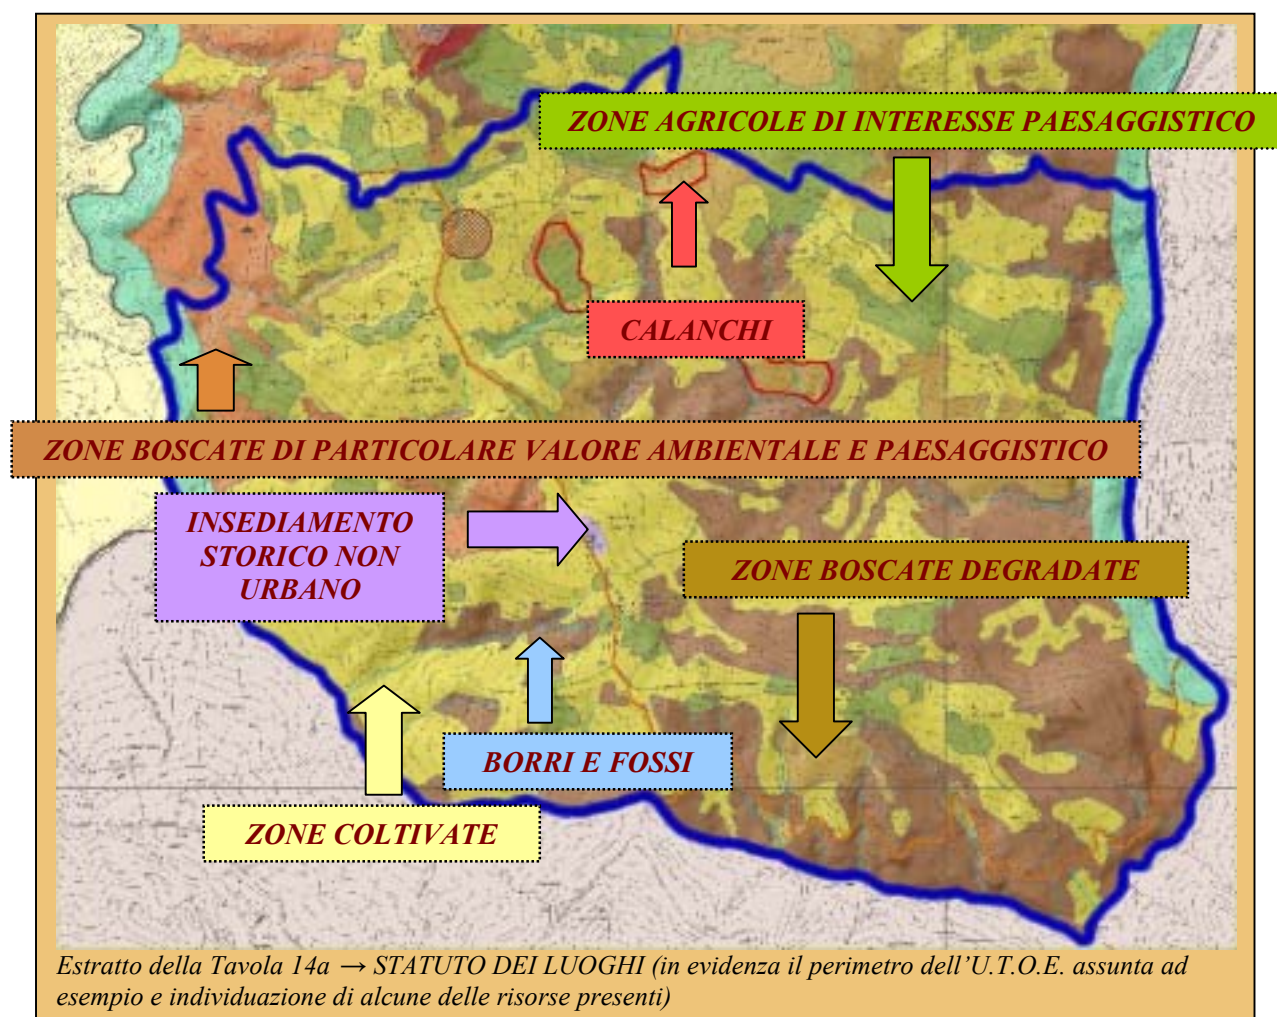 ZONE AGRICOLE DI INTERESSE PAESAGGISTICO
CALANCHI
ZONE BOSCATE DI PARTICOLARE VALORE AMBIENTALE E PAESAGGISTICO
INSEDIAMENTO
STORICO NON
URBANO
ZONE BOSCATE DEGRADATE
BORRI E FOSSI
ZONE COLTIVATE
Estratto della Tavola 14a → STATUTO DEI LUOGHI (in evidenza il perimetro dell’U.T.O.E. assunta ad
esempio e individuazione di alcune delle risorse presenti)